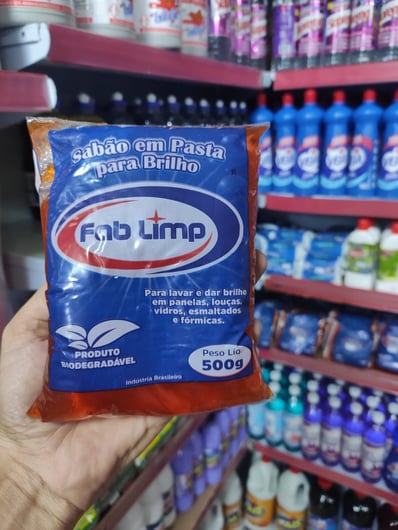 Sabão em Pasta
para Brilho
Fab Limp
Para lavar e dar brilho
em panelas, louças,
vidros, esmaltados
e fórmicas.
PRODUTO
BIODEGRADÁVEL
Peso Líq.
500g
Indústria Brasileira